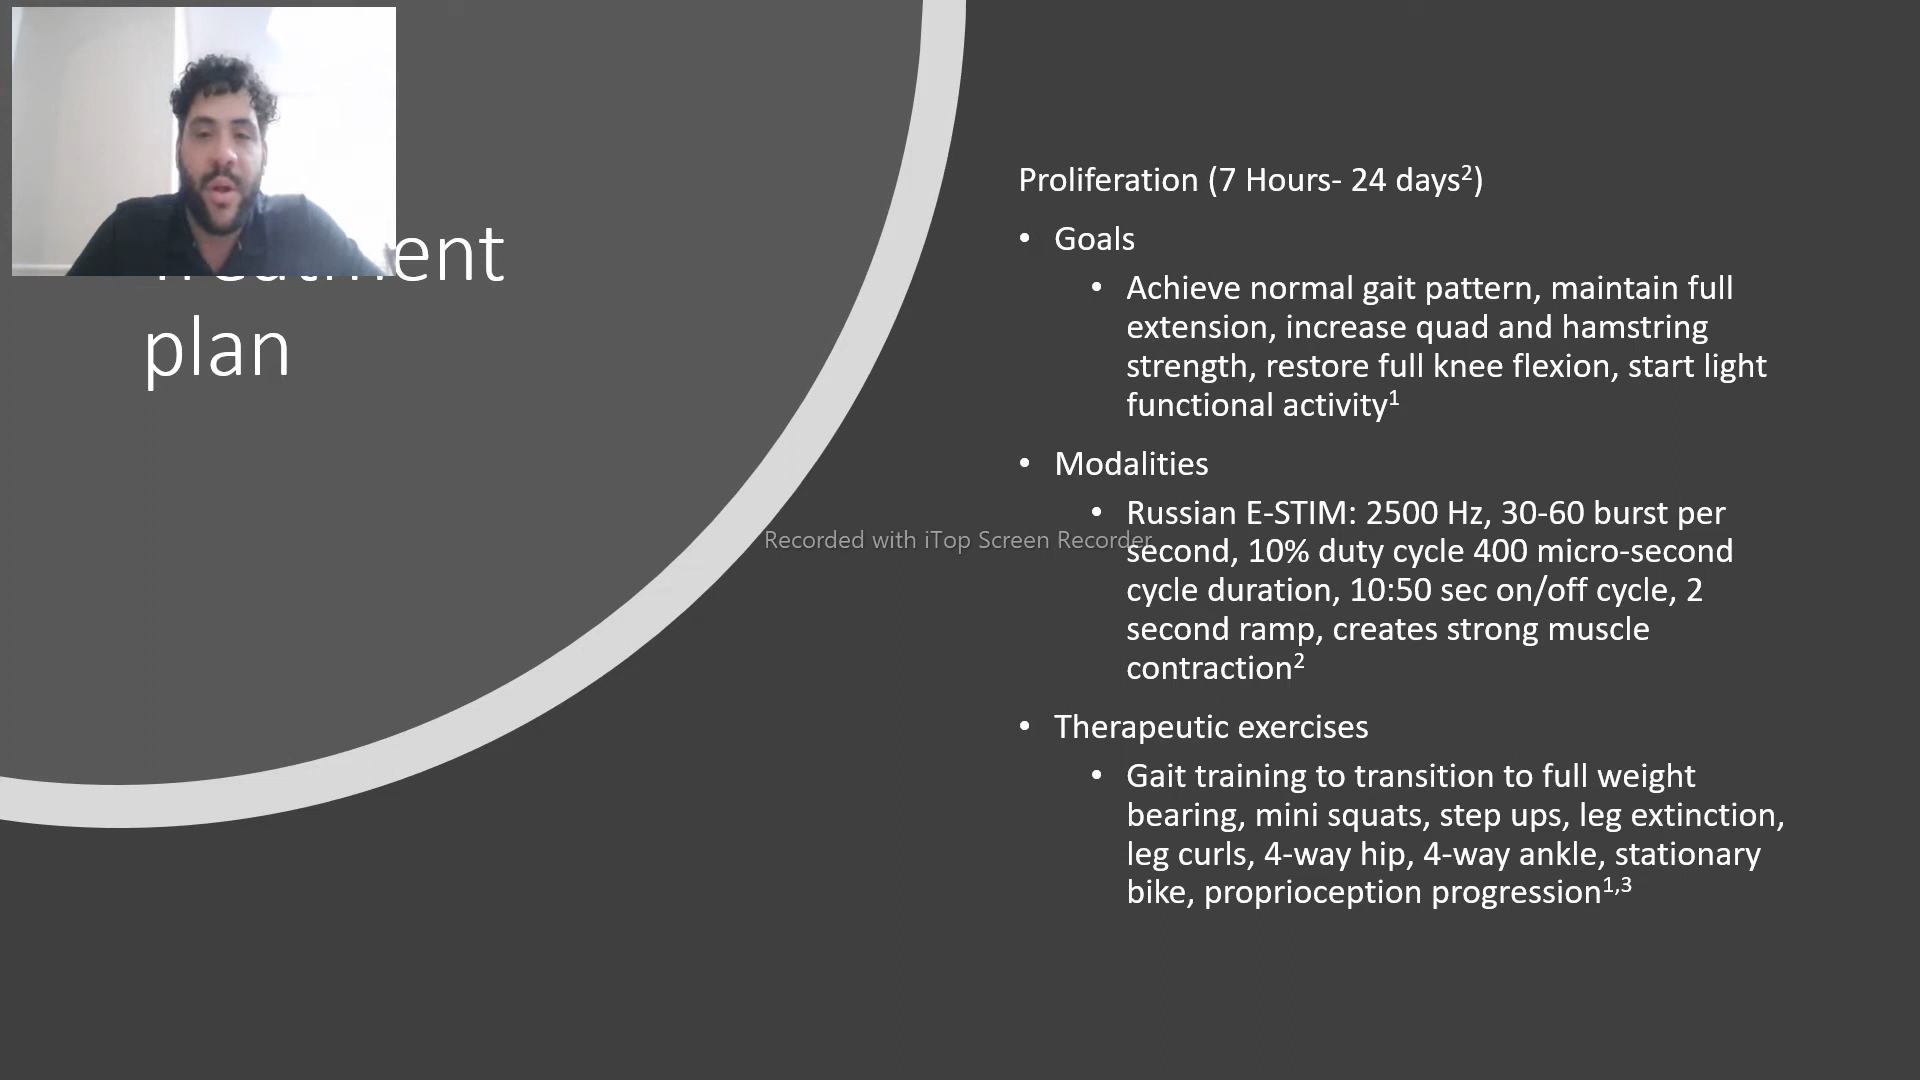 Treatment
plan
Proliferation (7 Hours- 24 days²)
• Goals
• Achieve normal gait pattern, maintain full
extension, increase quad and hamstring
strength, restore full knee flexion, start light
functional activity¹
• Modalities
• Russian E-STIM: 2500 Hz, 30-60 burst per
second, 10% duty cycle 400 micro-second
cycle duration, 10:50 sec on/off cycle, 2
second ramp, creates strong muscle
contraction²
• Therapeutic exercises
• Gait training to transition to full weight
bearing, mini squats, step ups, leg extinction,
leg curls, 4-way hip, 4-way ankle, stationary
bike, proprioception progression¹,³
Recorded with iTop Screen Recorder